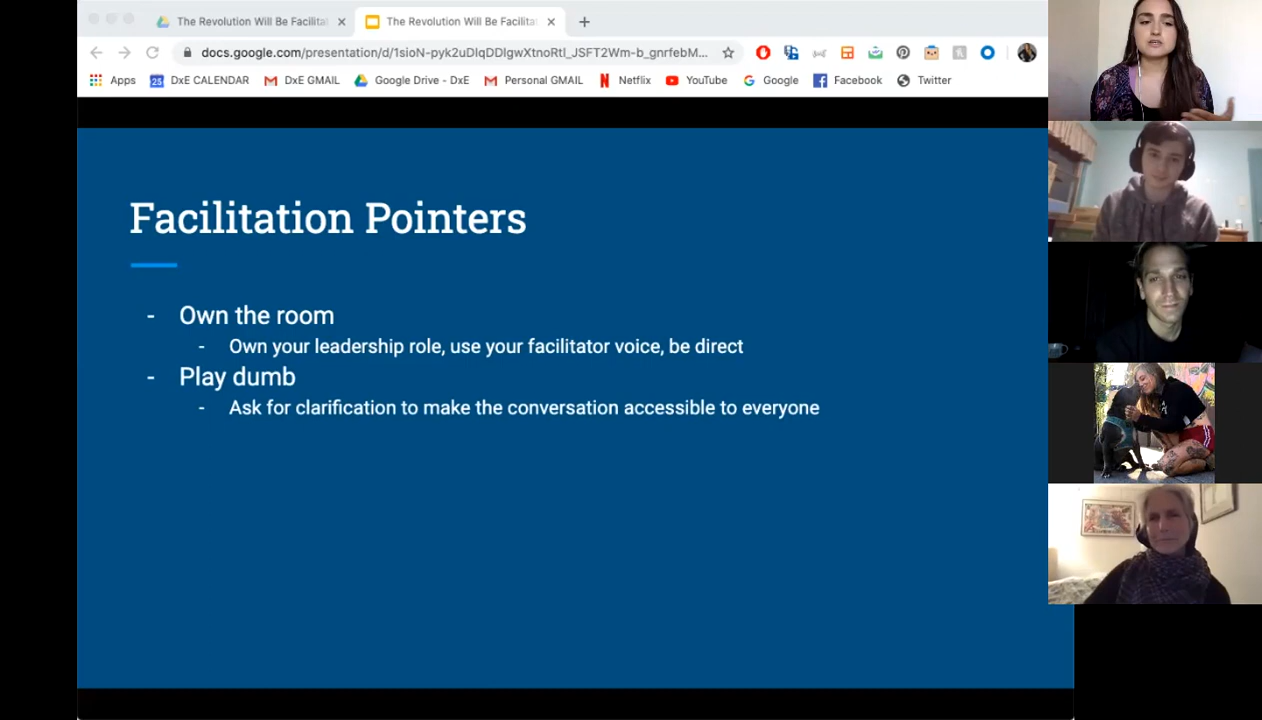 The Revolution Will Be Facilita
The Revolution Will Be Facilita
docs.google.com/presentation/d/1sioN-pyk2uDIqDDIgwXtnoRtI_JSFT2Wm-b_gnrfebM...
Apps 25 DxE CALENDAR DxE GMAIL Google Drive - DxE Personal GMAIL Netflix YouTube Google Facebook Twitter
Facilitation Pointers
- Own the room
- Own your leadership role, use your facilitator voice, be direct
- Play dumb
- Ask for clarification to make the conversation accessible to everyone